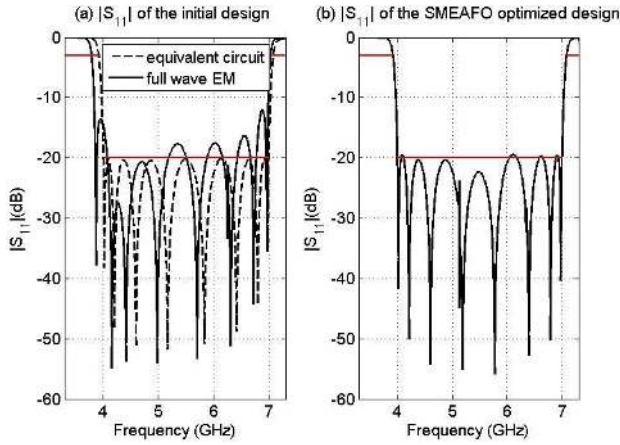 (a) |S11| of the initial design
(b) |S11| of the SMEAFO optimized design
equivalent circuit
full wave EM
0
-10
-20
-30
-40
-50
-60
|S11|(dB)
4 5 6 7
Frequency (GHz)
0
-10
-20
-30
-40
-50
-60
|S11|(dB)
4 5 6 7
Frequency (GHz)